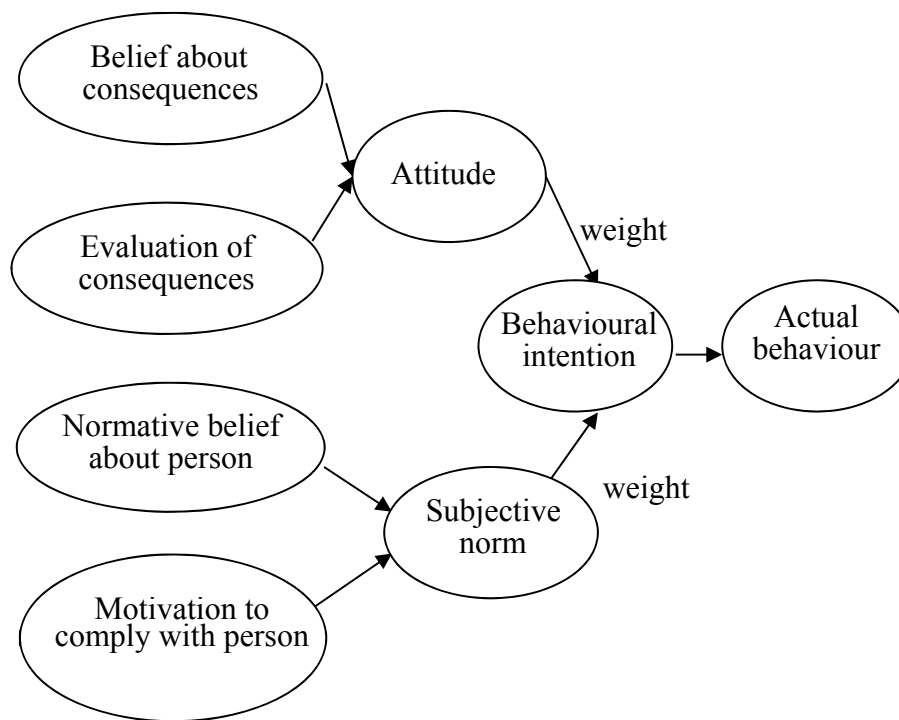 Belief about
consequences
Attitude
Evaluation of
consequences
weight
Behavioural
intention
Actual
behaviour
Normative belief
about person
Subjective
norm
weight
Motivation to
comply with person